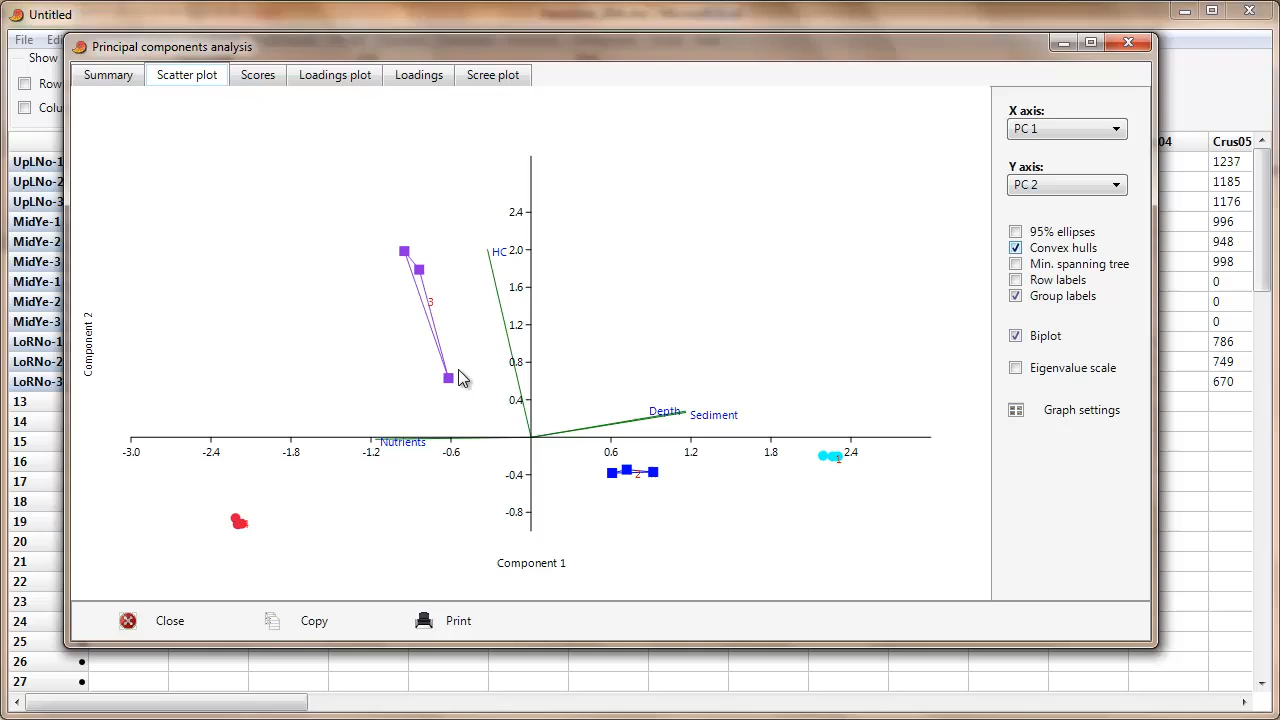 Untitled
File
Principal components analysis
Show
Row
Colu
Summary
Scatter plot
Scores
Loadings plot
Loadings
Scree plot
X axis:
PC 1
Y axis:
PC 2
95% ellipses
Convex hulls
Min. spanning tree
Row labels
Group labels
Biplot
Eigenvalue scale
Graph settings
04
Crus05
UpLNo-1
1237
UpLNo-2
1185
UpLNo-3
1176
MidYe-1
996
MidYe-2
948
MidYe-3
998
MidYe-1
0
MidYe-2
0
MidYe-3
0
LoRNo-1
786
LoRNo-2
749
LoRNo-3
670
13
14
15
16
17
18
19
20
21
22
23
24
25
26
27
2.4
HC 2.0
1.6
3
1.2
0.8
0.4
Depth
Sediment
Nutrients
-3.0 -2.4 -1.8 -1.2 -0.6 0.6 1.2 1.8 2.4
1
-0.4
2
-0.8
Component 2
Component 1
Close
Copy
Print